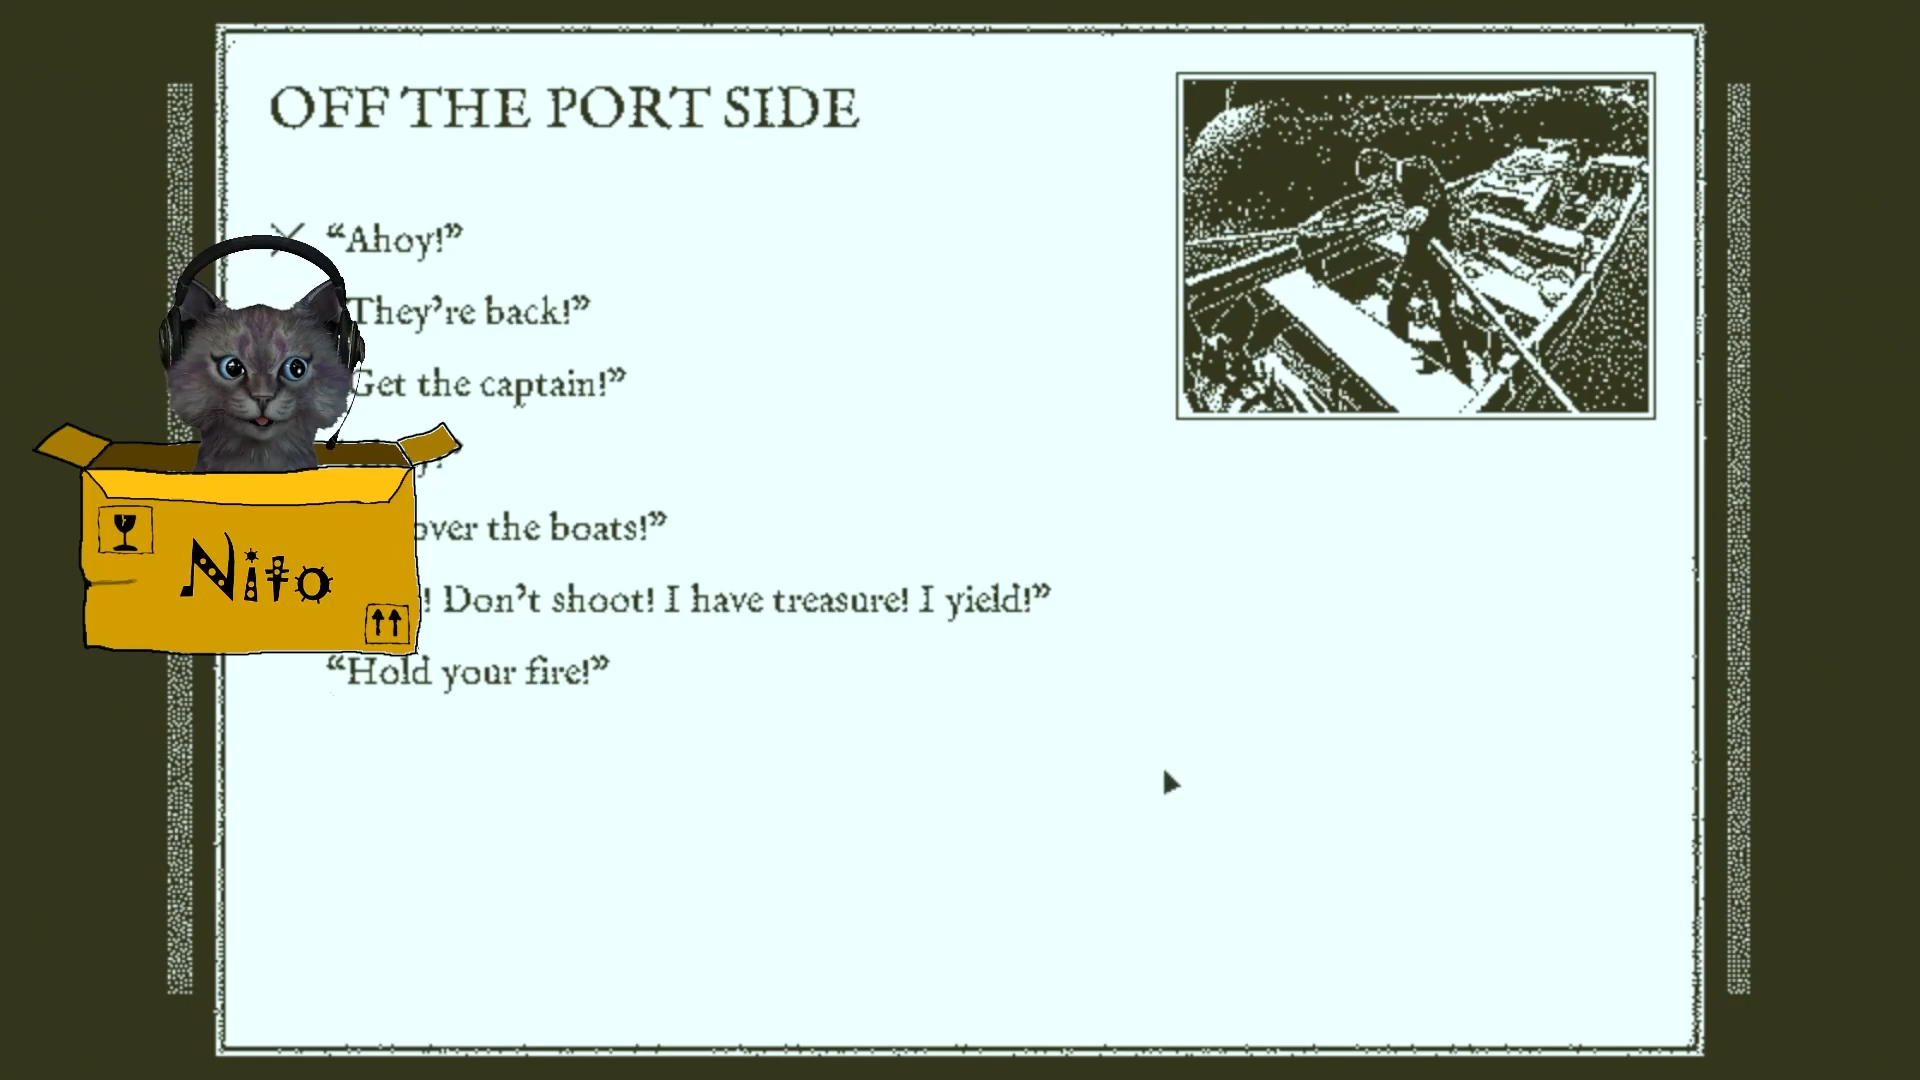 OFF THE PORT SIDE
“Ahoy!”
They’re back!”
Get the captain!”
over the boats!”
! Don’t shoot! I have treasure! I yield!”
“Hold your fire!”
Nito